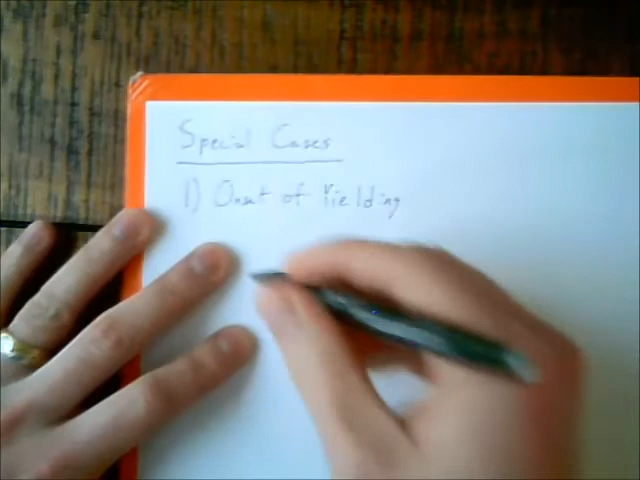 Special Cases
1) Onset of Yielding